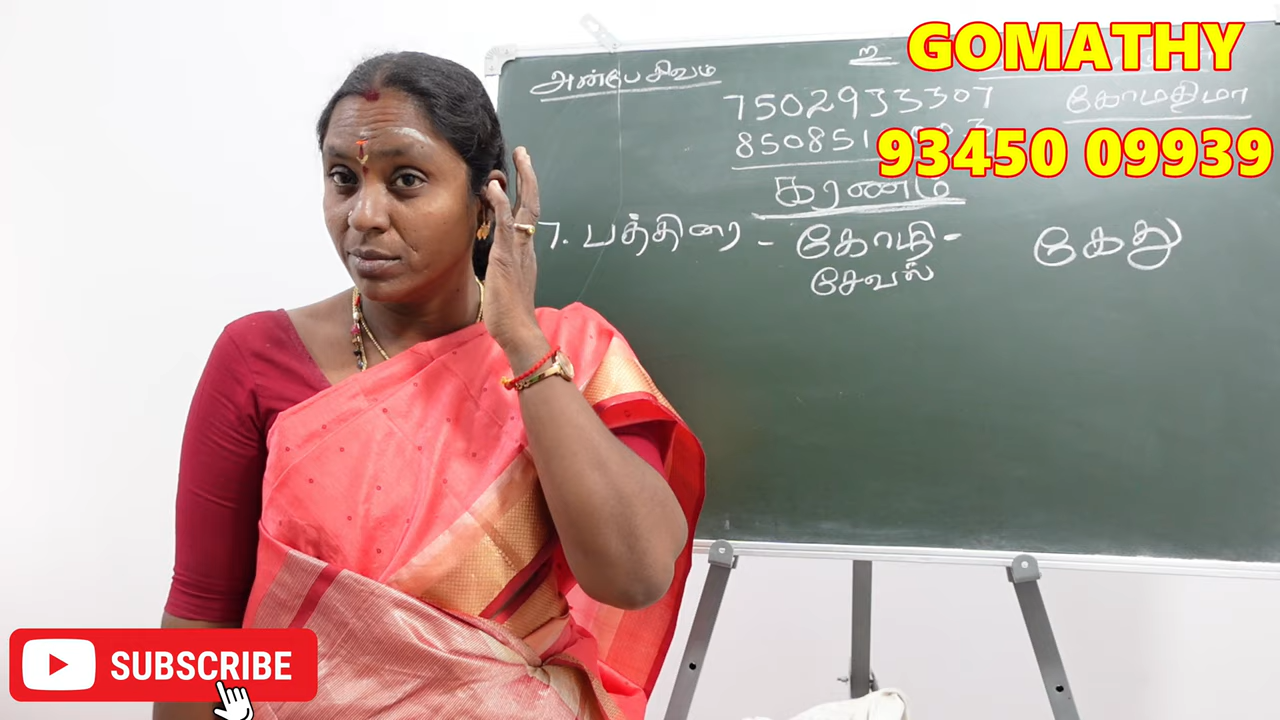 உ
GOMATHY
அன்பே சிவம்
7502933307
கோமதிமா
93450 09939
கரணம்
7. பத்திரை - கோழி - கேது
சேவல்
SUBSCRIBE